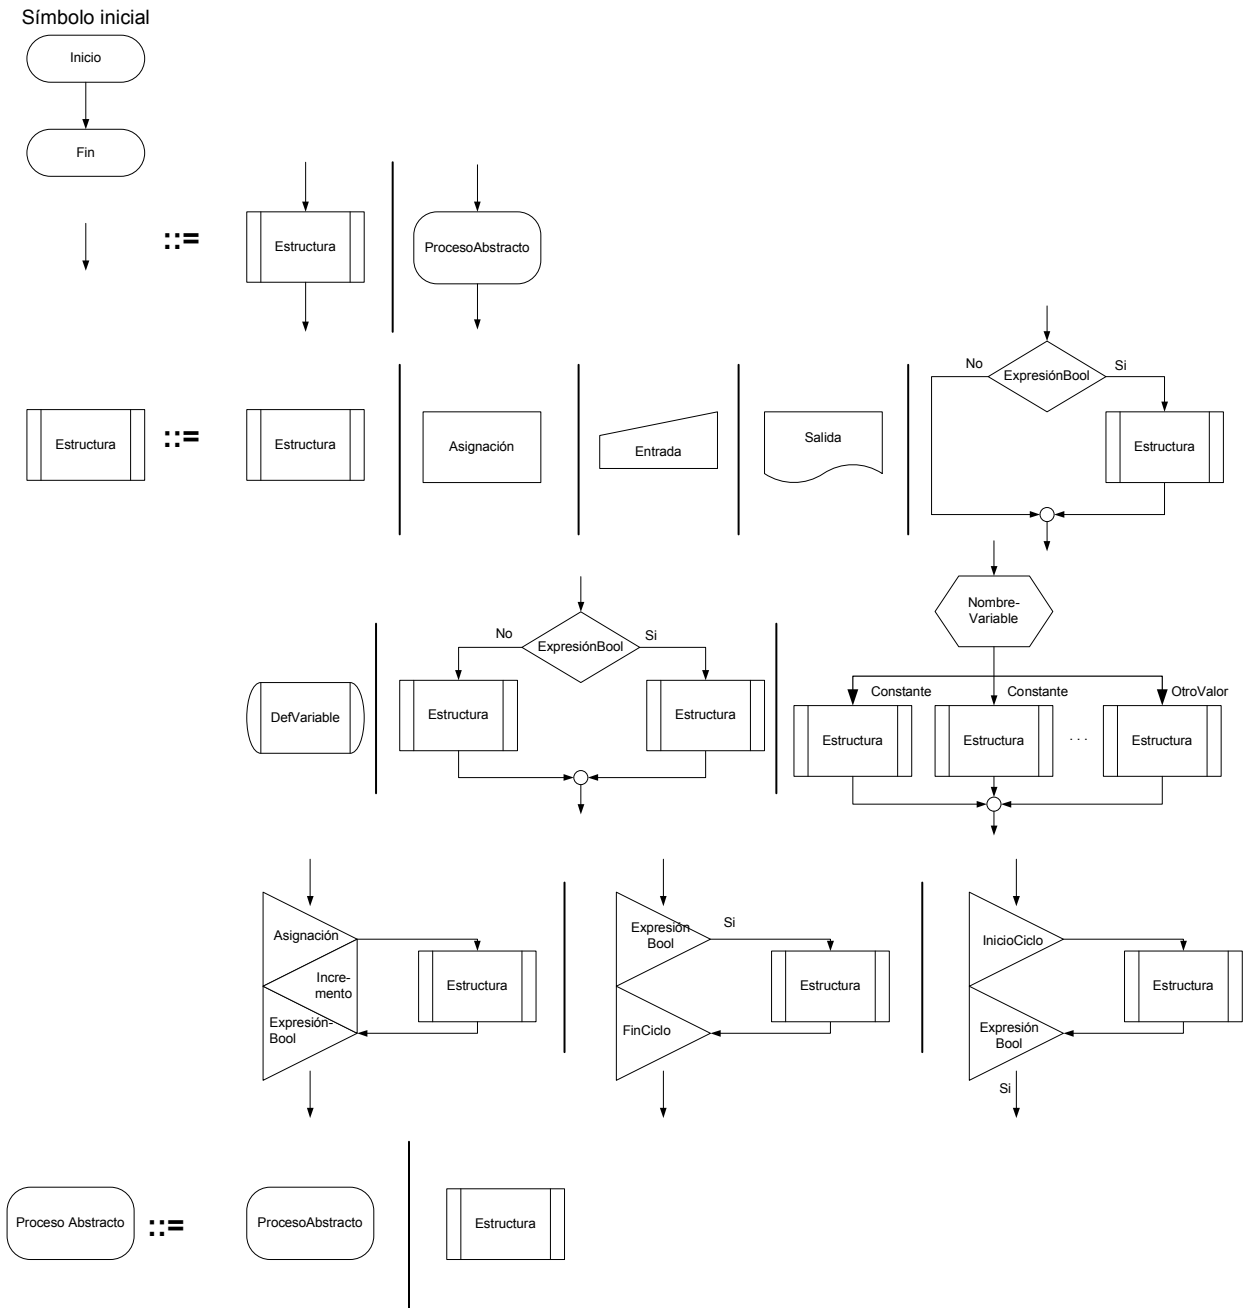 Símbolo inicial
Inicio
Fin
::=
Estructura
ProcesoAbstracto
Estructura
::=
Estructura
Asignación
Entrada
Salida
No
ExpresiónBool
Si
Estructura
DefVariable
No
ExpresiónBool
Si
Estructura
Estructura
Nombre-
Variable
Constante
Constante
OtroValor
Estructura
Estructura
. . .
Estructura
Asignación
Incre-
mento
Expresión-
Bool
Estructura
Expresión
Bool
Si
Estructura
FinCiclo
InicioCiclo
Estructura
Expresión
Bool
Si
Proceso Abstracto
::=
ProcesoAbstracto
Estructura